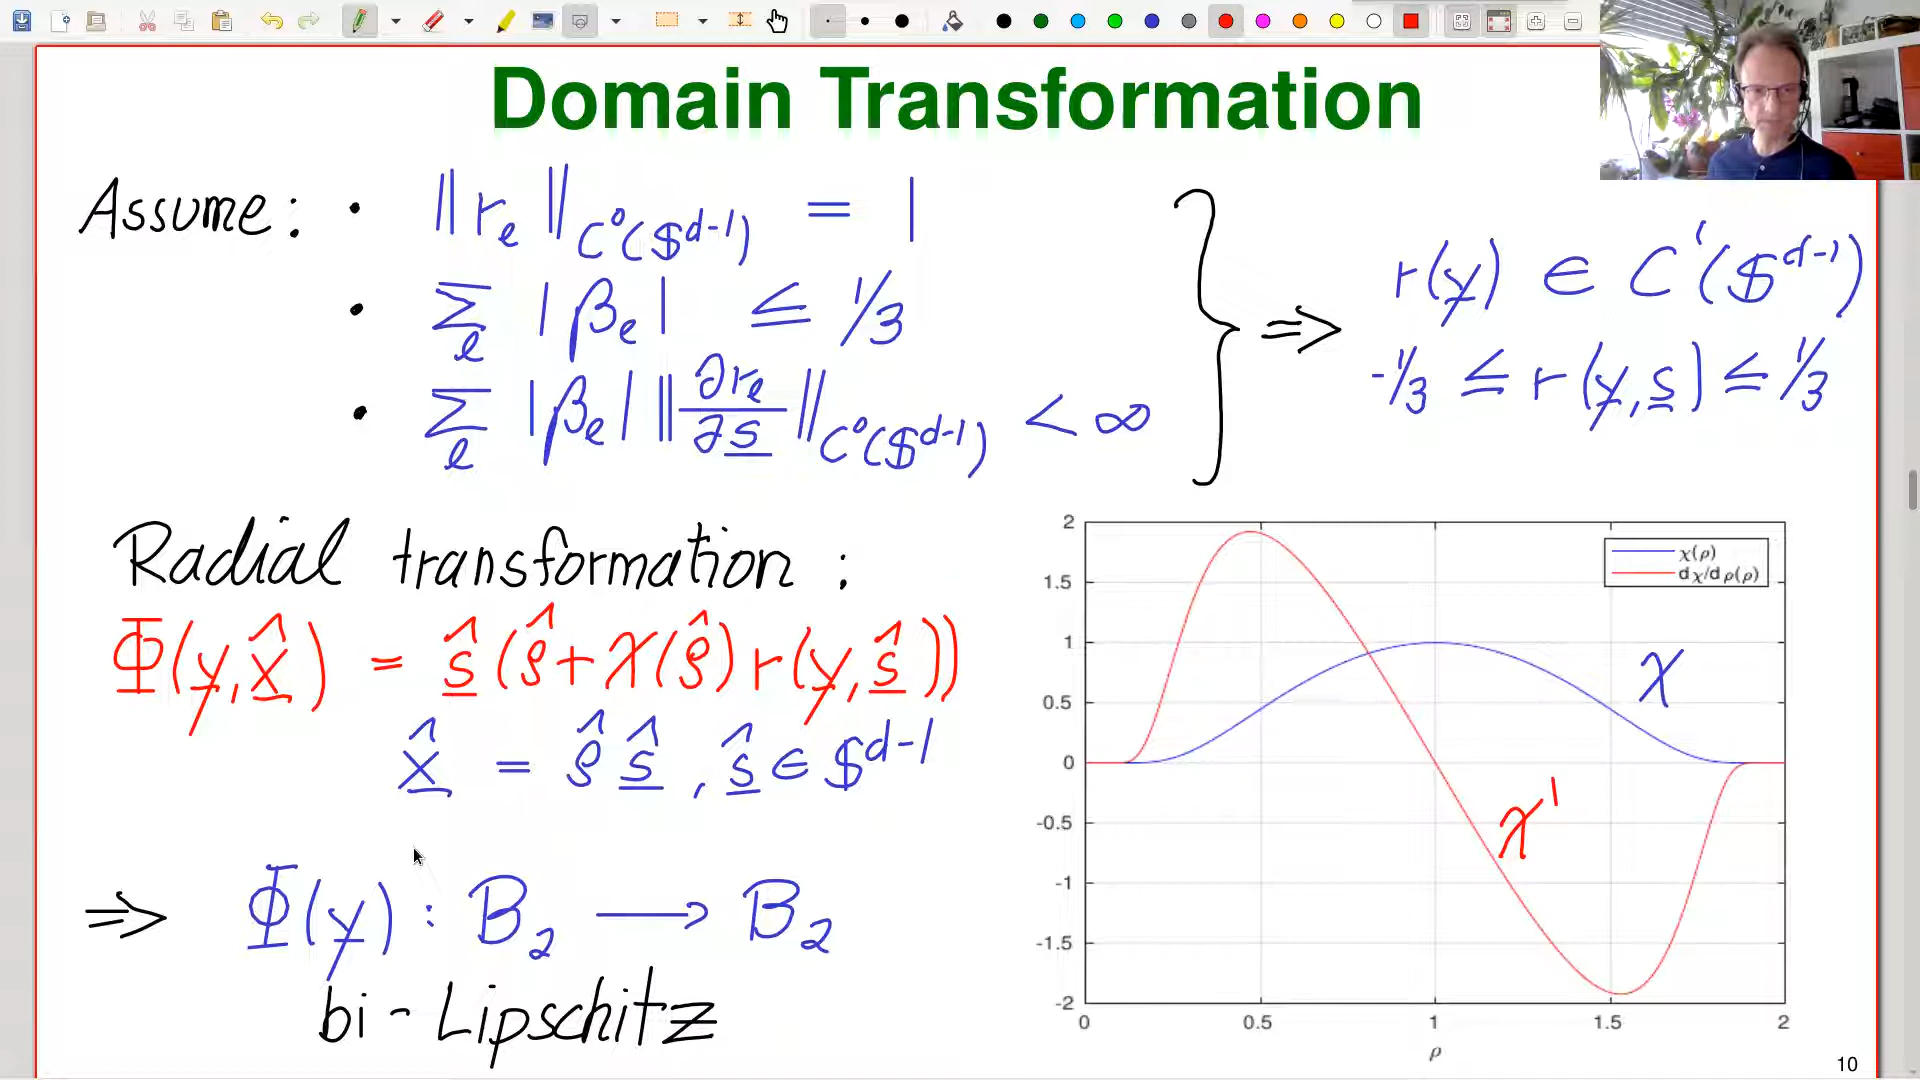 Domain Transformation
Assume: • ‖r_ℓ‖_{C⁰($^{d-1})} = 1
• Σ_ℓ |β_ℓ| ≤ 1/3
• Σ_ℓ |β_ℓ| ‖∂r_ℓ/∂s‖_{C⁰($^{d-1})} < ∞
⇒ r(y) ∈ C¹($^{d-1})
-1/3 ≤ r(y, s) ≤ 1/3
Radial transformation :
Φ(y, x̂) = ŝ (ρ̂ + χ(ρ̂) r(y, ŝ))
x̂ = ρ̂ ŝ , ŝ ∈ $^{d-1}
⇒ Φ(y) : B₂ ⟶ B₂
bi-Lipschitz
2
1.5
1
0.5
0
-0.5
-1
-1.5
-2
0 0.5 1 1.5 2
ρ
χ(ρ)
dχ/dρ(ρ)
χ
χ'
10